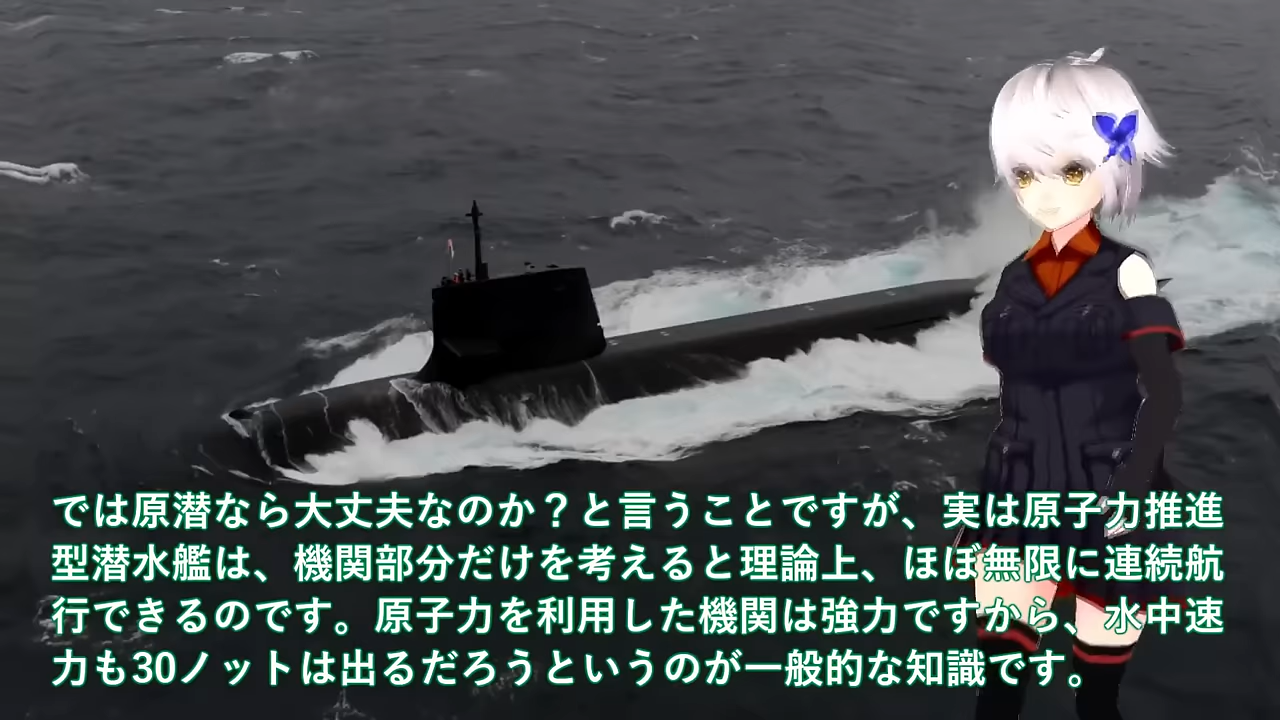 では原潜なら大丈夫なのか？と言うことですが、実は原子力推進
型潜水艦は、機関部分だけを考えると理論上、ほぼ無限に連続航
行できるのです。原子力を利用した機関は強力ですから、水中速
力も30ノットは出るだろうというのが一般的な知識です。